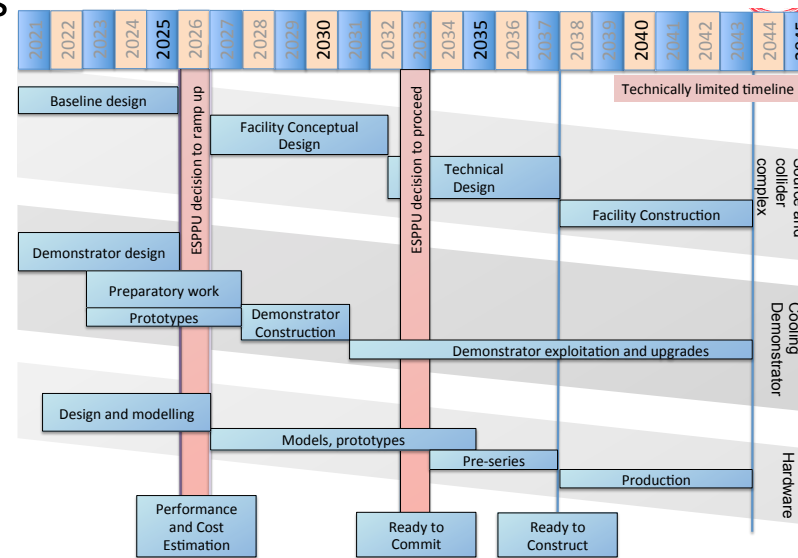 2021 2022 2023 2024 2025 2026 2027 2028 2029 2030 2031 2032 2033 2034 2035 2036 2037 2038 2039 2040 2041 2042 2043 2044
Technically limited timeline
Baseline design
ESPPU decision to ramp up
ESPPU decision to proceed
Facility Conceptual
Design
Technical
Design
Facility Construction
collider
complex
Demonstrator design
Preparatory work
Prototypes
Demonstrator
Construction
Demonstrator exploitation and upgrades
Cooling
Demonstrator
Design and modelling
Models, prototypes
Pre-series
Production
Hardware
Performance
and Cost
Estimation
Ready to
Commit
Ready to
Construct